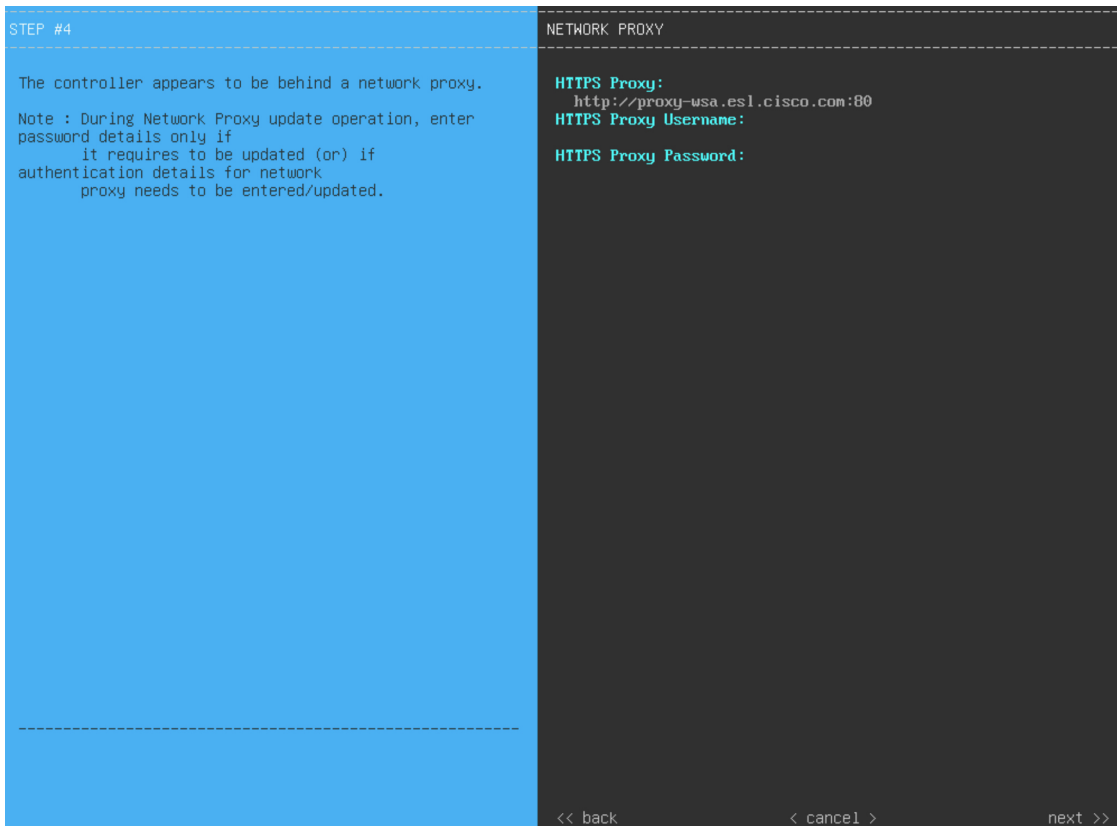 STEP #4
The controller appears to be behind a network proxy.
Note : During Network Proxy update operation, enter
password details only if
it requires to be updated (or) if
authentication details for network
proxy needs to be entered/updated.
NETWORK PROXY
HTTPS Proxy:
http://proxy-wsa.esl.cisco.com:80
HTTPS Proxy Username:
HTTPS Proxy Password:
<< back < cancel > next >>